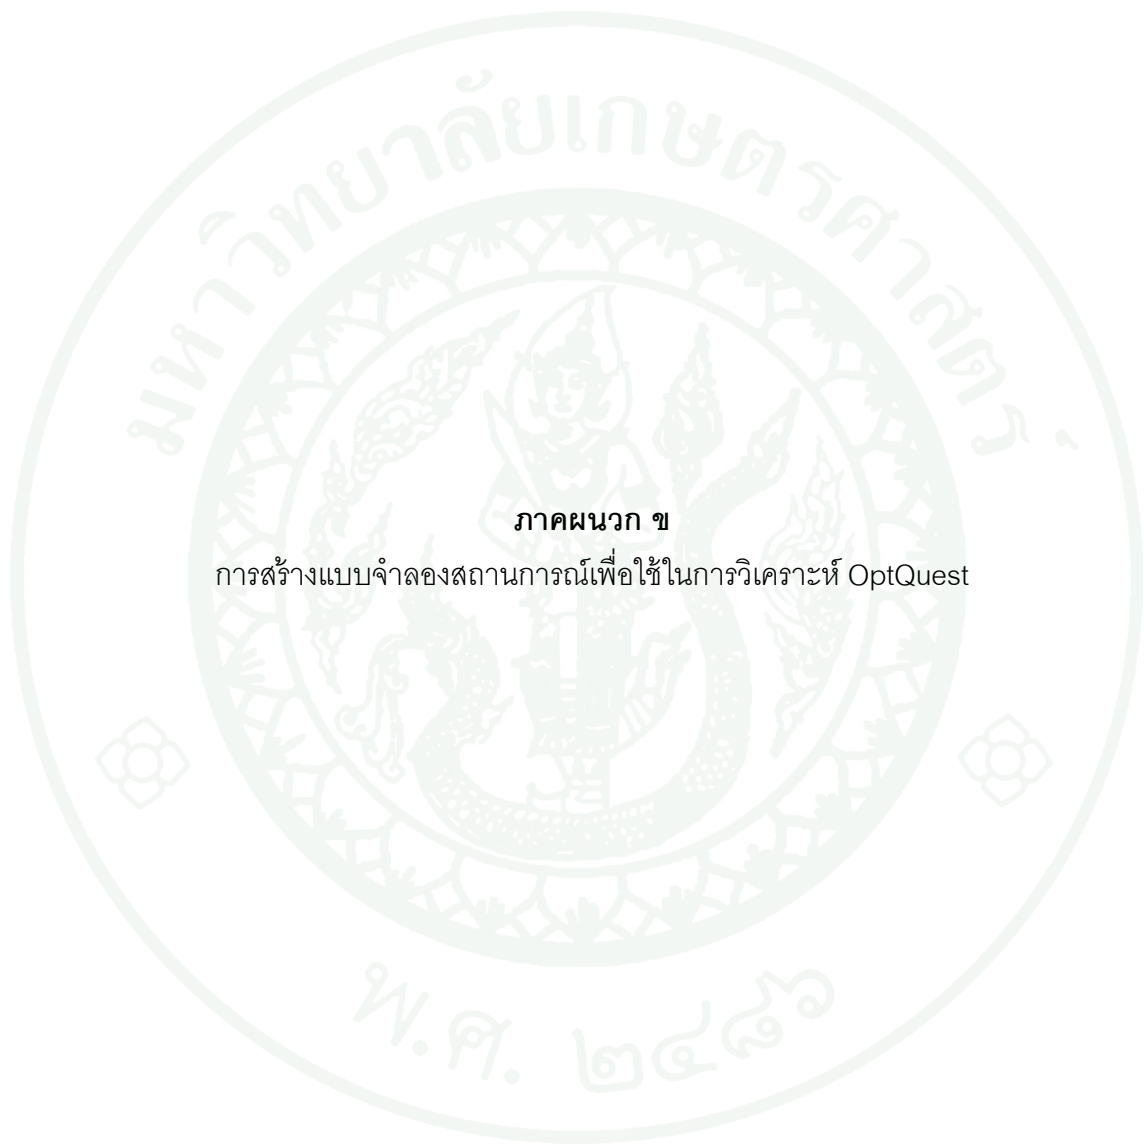 มหาวิทยาลัยเกษตรศาสตร์
ภาคผนวก ข
การสร้างแบบจำลองสถานการณ์เพื่อใช้ในการวิเคราะห์ OptQuest
พ.ศ. ๒๔๘๖